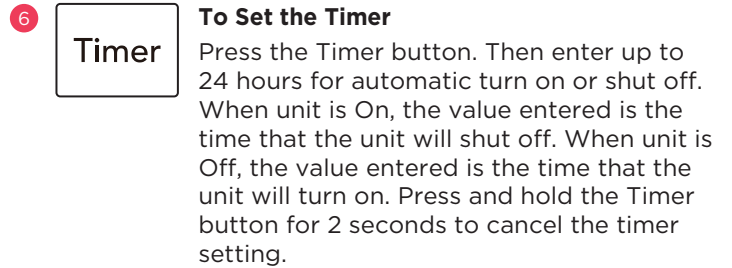 6
To Set the Timer
Timer
Press the Timer button. Then enter up to
24 hours for automatic turn on or shut off.
When unit is On, the value entered is the
time that the unit will shut off. When unit is
Off, the value entered is the time that the
unit will turn on. Press and hold the Timer
button for 2 seconds to cancel the timer
setting.